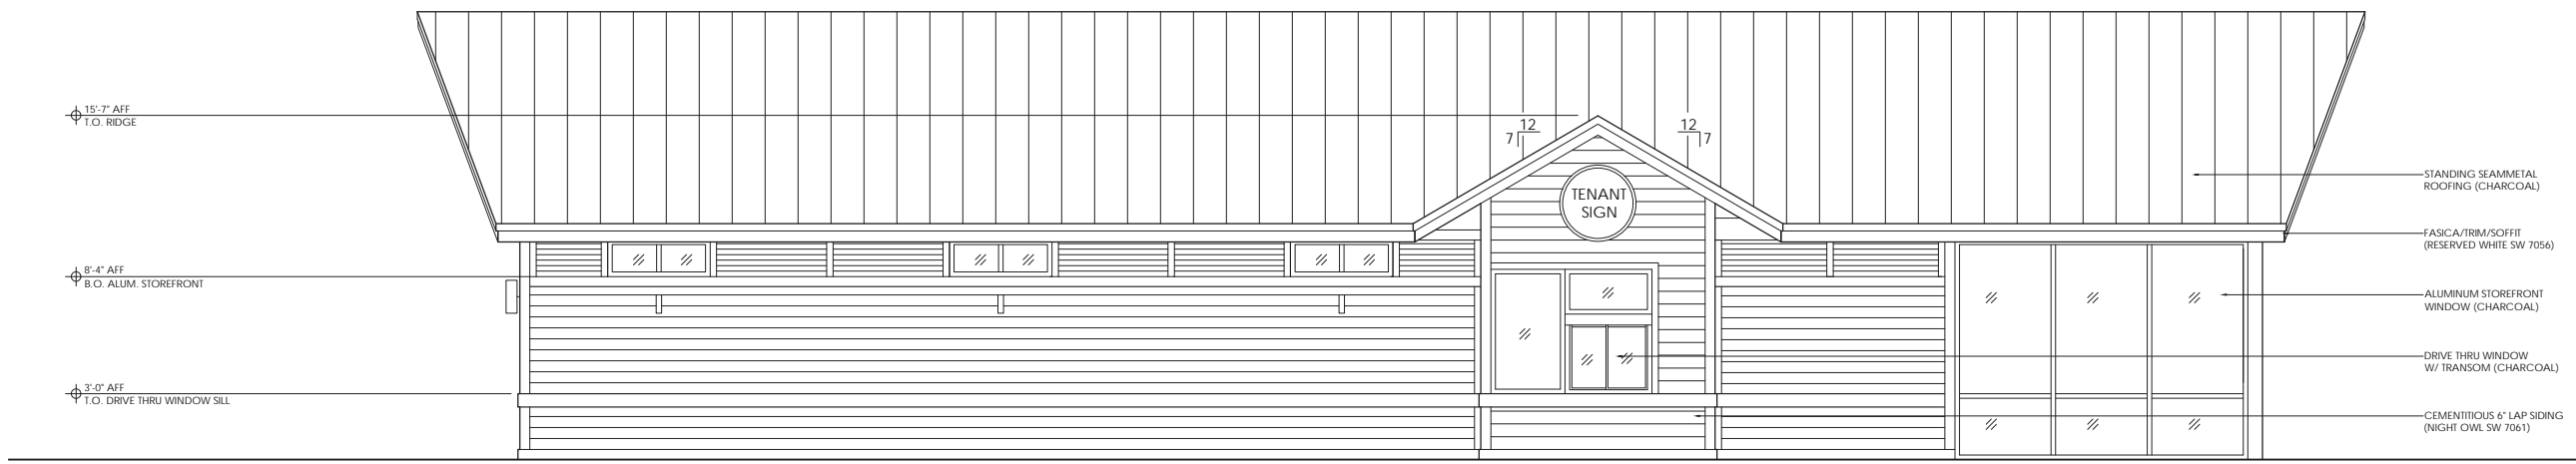 15'-7" AFF
T.O. RIDGE
8'-4" AFF
B.O. ALUM. STOREFRONT
3'-0" AFF
T.O. DRIVE THRU WINDOW SILL
12
7
12
7
TENANT
SIGN
STANDING SEAMMETAL
ROOFING (CHARCOAL)
FASICA/TRIM/SOFFIT
(RESERVED WHITE SW 7056)
ALUMINUM STOREFRONT
WINDOW (CHARCOAL)
DRIVE THRU WINDOW
W/ TRANSOM (CHARCOAL)
CEMENTITIOUS 6" LAP SIDING
(NIGHT OWL SW 7061)